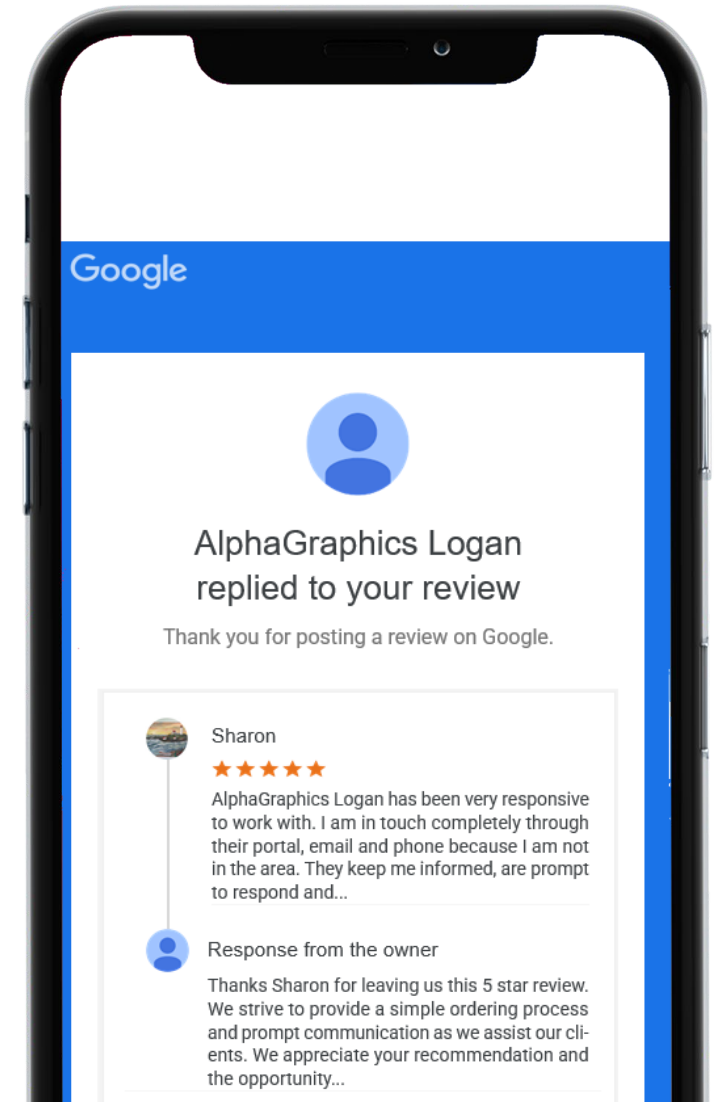 Google
AlphaGraphics Logan
replied to your review
Thank you for posting a review on Google.
Sharon
AlphaGraphics Logan has been very responsive
to work with. I am in touch completely through
their portal, email and phone because I am not
in the area. They keep me informed, are prompt
to respond and...
Response from the owner
Thanks Sharon for leaving us this 5 star review.
We strive to provide a simple ordering process
and prompt communication as we assist our cli-
ents. We appreciate your recommendation and
the opportunity...